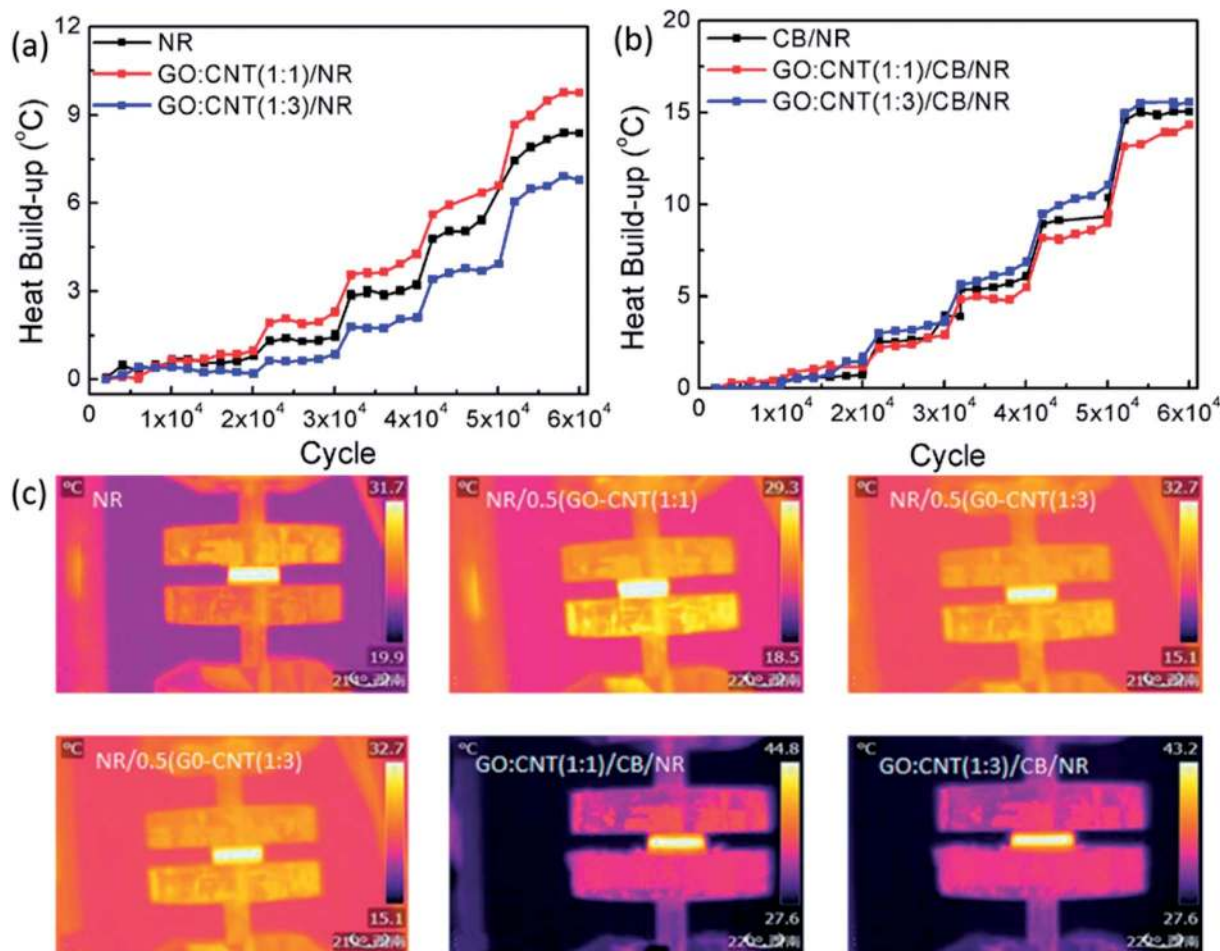 (a)
12
9
6
3
0
Heat Build-up (°C)
NR
GO:CNT(1:1)/NR
GO:CNT(1:3)/NR
0 1x10⁴ 2x10⁴ 3x10⁴ 4x10⁴ 5x10⁴ 6x10⁴
Cycle
(b)
20
15
10
5
0
Heat Build-up (°C)
CB/NR
GO:CNT(1:1)/CB/NR
GO:CNT(1:3)/CB/NR
0 1x10⁴ 2x10⁴ 3x10⁴ 4x10⁴ 5x10⁴ 6x10⁴
Cycle
(c)
°C NR 31.7
19.9
°C NR/0.5(GO-CNT(1:1) 29.3
18.5
°C NR/0.5(G0-CNT(1:3) 32.7
15.1
°C NR/0.5(G0-CNT(1:3) 32.7
15.1
°C GO:CNT(1:1)/CB/NR 44.8
27.6
°C GO:CNT(1:3)/CB/NR 43.2
27.6